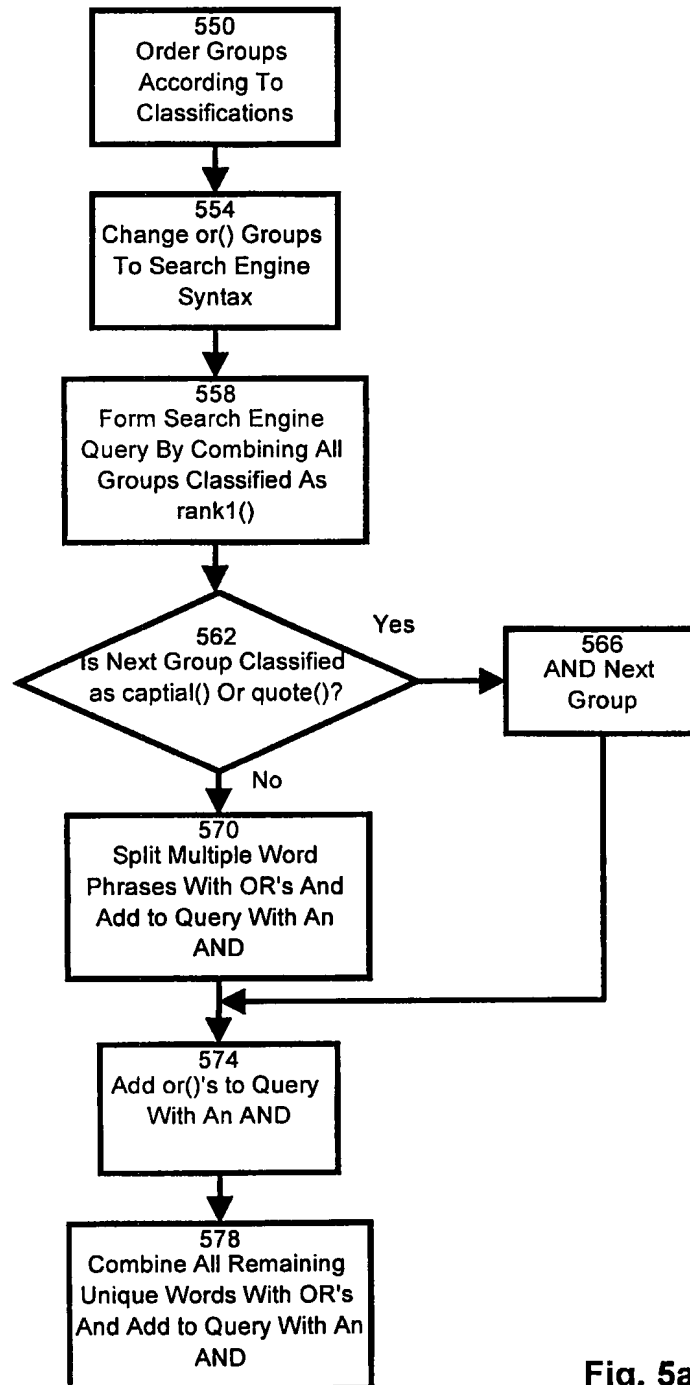 550
Order Groups
According To
Classifications
554
Change or() Groups
To Search Engine
Syntax
558
Form Search Engine
Query By Combining All
Groups Classified As
rank1()
562
Is Next Group Classified
as captial() Or quote()?
Yes
566
AND Next
Group
No
570
Split Multiple Word
Phrases With OR's And
Add to Query With An
AND
574
Add or()'s to Query
With An AND
578
Combine All Remaining
Unique Words With OR's
And Add to Query With An
AND
Fig. 5a